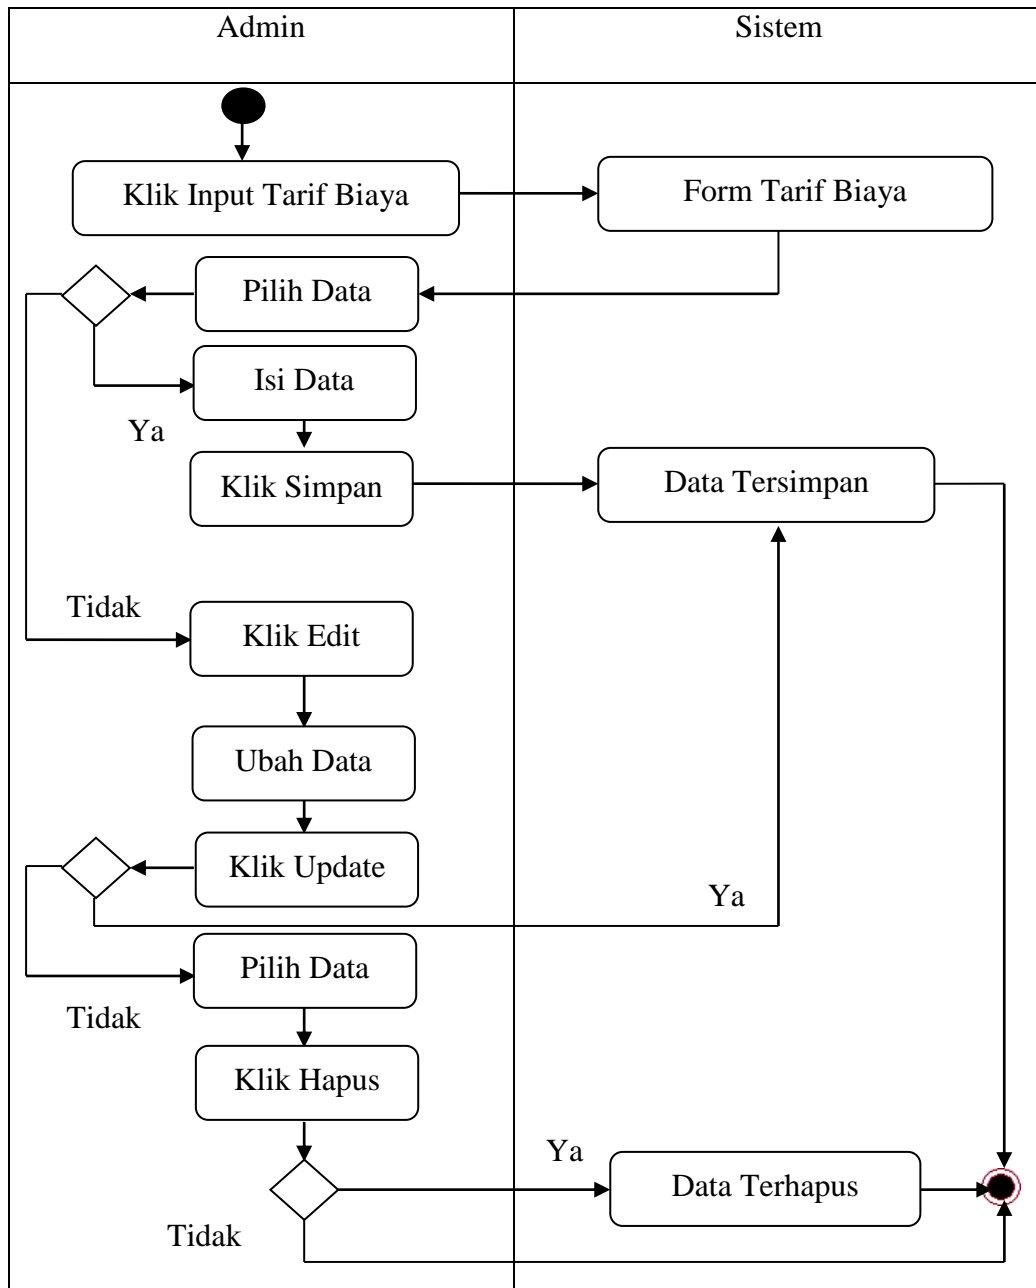 Admin
Sistem
Klik Input Tarif Biaya
Form Tarif Biaya
Pilih Data
Isi Data
Ya
Klik Simpan
Data Tersimpan
Tidak
Klik Edit
Ubah Data
Klik Update
Ya
Pilih Data
Tidak
Klik Hapus
Ya
Data Terhapus
Tidak